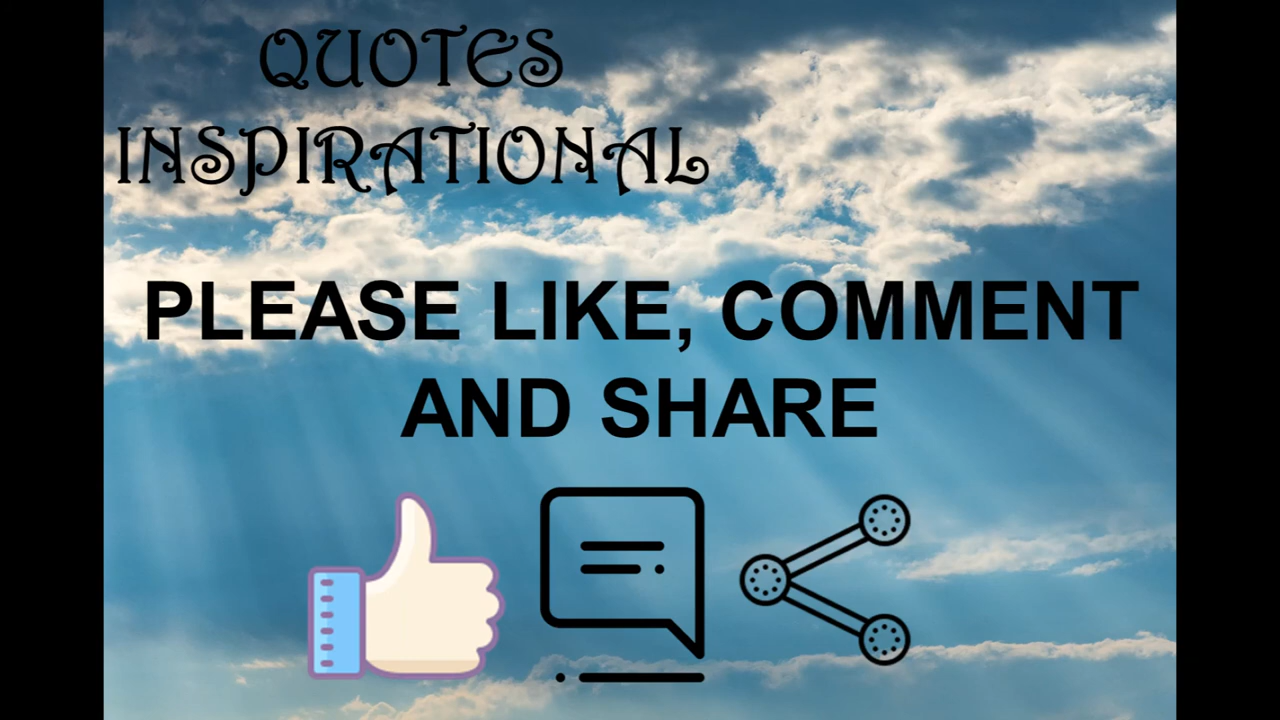 QUOTES
INSPIRATIONAL
PLEASE LIKE, COMMENT
AND SHARE